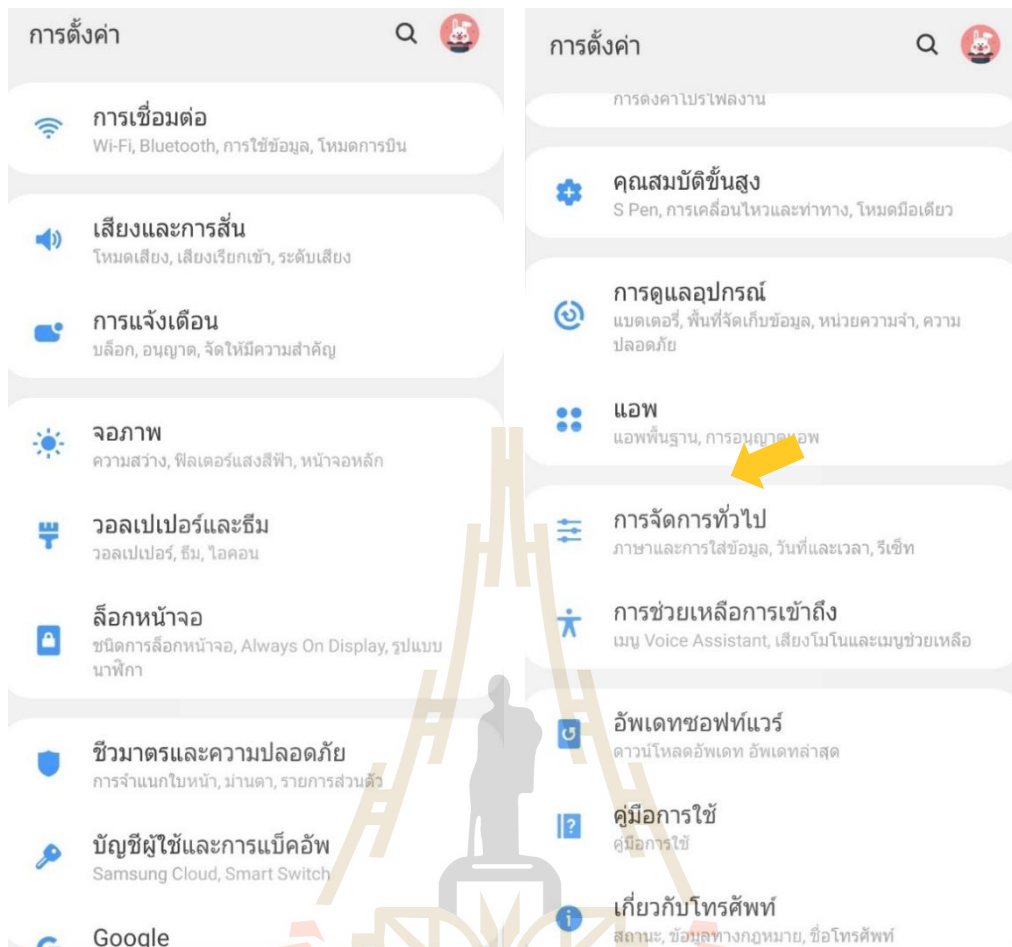 การตั้งค่า
การเชื่อมต่อ
Wi-Fi, Bluetooth, การใช้ข้อมูล, โหมดการบิน
เสียงและการสั่น
โหมดเสียง, เสียงเรียกเข้า, ระดับเสียง
การแจ้งเตือน
บล็อก, อนุญาต, จัดให้มีความสำคัญ
จอภาพ
ความสว่าง, ฟิลเตอร์แสงสีฟ้า, หน้าจอหลัก
วอลเปเปอร์และธีม
วอลเปเปอร์, ธีม, ไอคอน
ล็อกหน้าจอ
ชนิดการล็อกหน้าจอ, Always On Display, รูปแบบ
นาฬิกา
ชีวมาตรและความปลอดภัย
การจำแนกใบหน้า, ม่านตา, รายการส่วนตัว
บัญชีผู้ใช้และการแบ็คอัพ
Samsung Cloud, Smart Switch
Google
การตั้งค่า
การตั้งค่าโปรไฟล์งาน
คุณสมบัติขั้นสูง
S Pen, การเคลื่อนไหวและท่าทาง, โหมดมือเดียว
การดูแลอุปกรณ์
แบตเตอรี่, พื้นที่จัดเก็บข้อมูล, หน่วยความจำ, ความ
ปลอดภัย
แอพ
แอพพื้นฐาน, การอนุญาตแอพ
การจัดการทั่วไป
ภาษาและการใส่ข้อมูล, วันที่และเวลา, รีเซ็ท
การช่วยเหลือการเข้าถึง
เมนู Voice Assistant, เสียงโมโนและเมนูช่วยเหลือ
อัพเดทซอฟท์แวร์
ดาวน์โหลดอัพเดท อัพเดทล่าสุด
คู่มือการใช้
คู่มือการใช้
เกี่ยวกับโทรศัพท์
สถานะ, ข้อมูลทางกฎหมาย, ชื่อโทรศัพท์